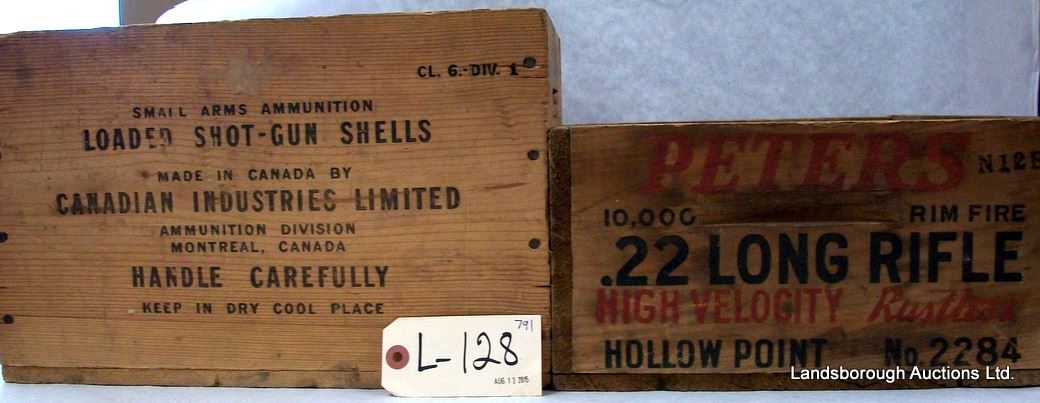 CL. 6.-DIV. 1
SMALL ARMS AMMUNITION
LOADED SHOT-GUN SHELLS
MADE IN CANADA BY
CANADIAN INDUSTRIES LIMITED
AMMUNITION DIVISION
MONTREAL, CANADA
HANDLE CAREFULLY
KEEP IN DRY COOL PLACE
791
L-128
AUG 13 2015
PETERS
10,000 RIM FIRE
.22 LONG RIFLE
HIGH VELOCITY Rustless
HOLLOW POINT No. 2284
Landsborough Auctions Ltd.